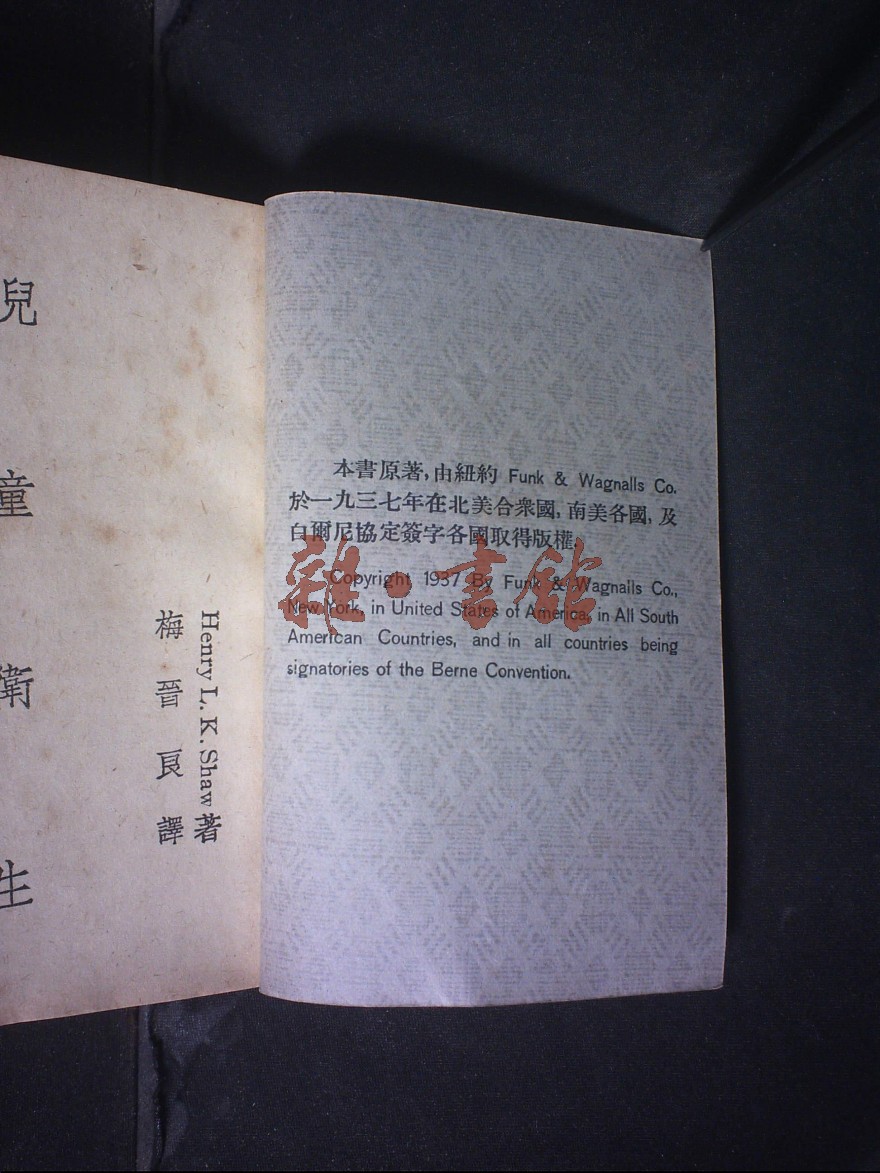 本書原著，由紐約 Funk & Wagnalls Co.
於一九三七年在北美合衆國，南美各國，及
白爾尼協定簽字各國取得版權.
Copyright 1937 By Funk & Wagnalls Co.,
New York, in United States of America, in All South
American Countries, and in all countries being
signatories of the Berne Convention.
雜·書館
Henry L. K. Shaw 著
梅晉良譯
兒童衛生